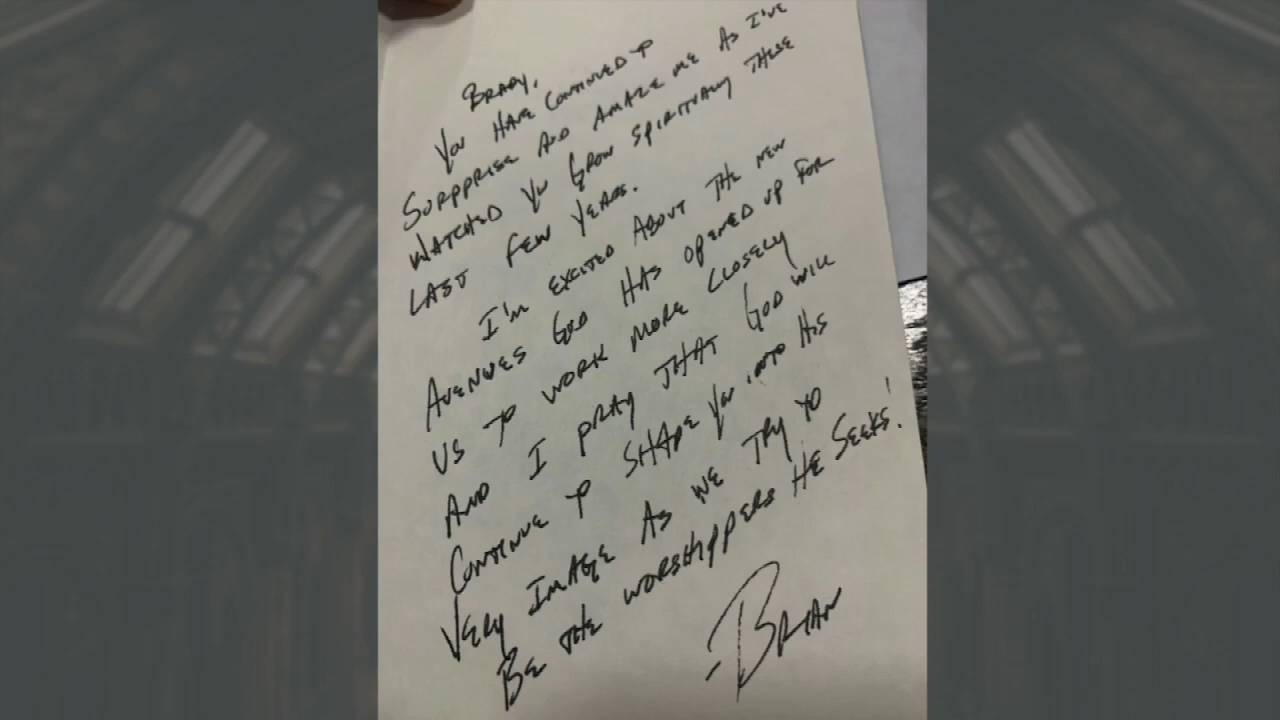 BRADY,
YOU HAVE CONTINUED TO
SURPPRISE AND AMAZE ME AS I'VE
WATCHED YOU GROW SPIRITUALLY THESE
LAST FEW YEARS.
I'M EXCITED ABOUT THE NEW
AVENUES GOD HAS OPENED UP FOR
US TO WORK MORE CLOSELY
AND I PRAY THAT GOD WILL
CONTINUE TO SHAPE YOU INTO HIS
VERY IMAGE AS WE TRY TO
BE THE WORSHIPPERS HE SEEKS!
-BRIAN